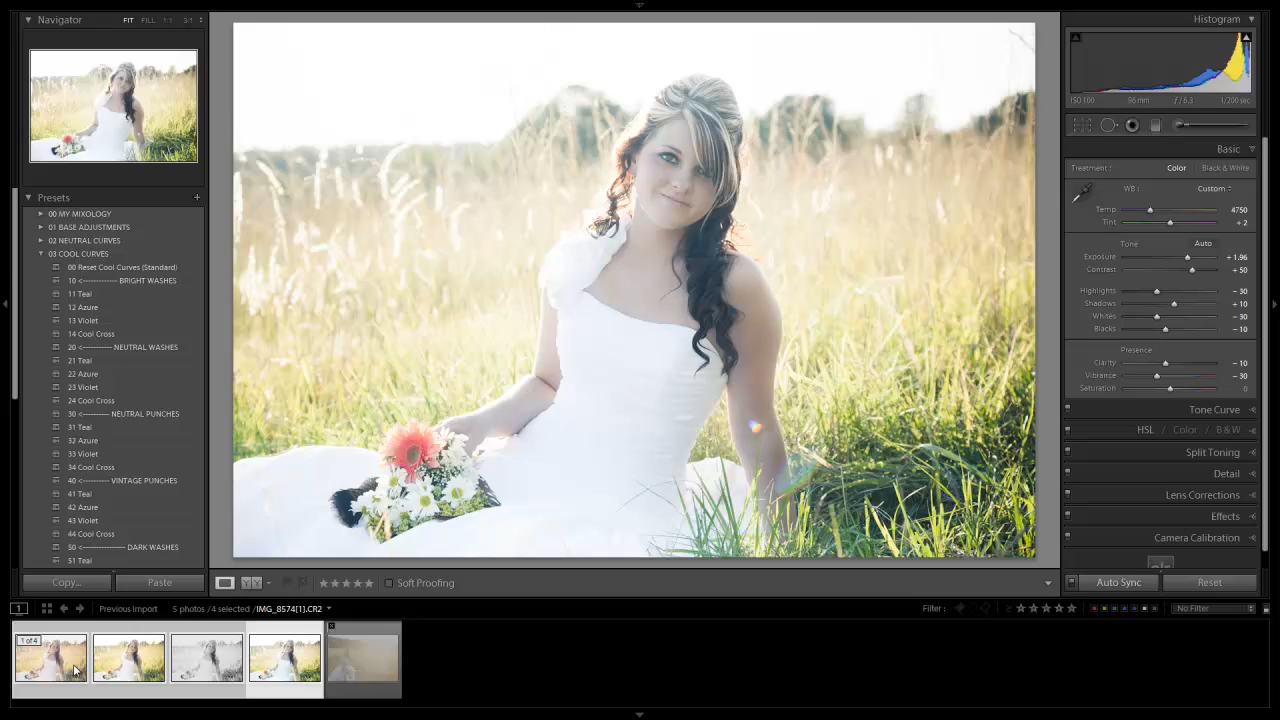 Navigator
FIT FILL 1:1 3:1
Presets +
00 MY MIXOLOGY
01 BASE ADJUSTMENTS
02 NEUTRAL CURVES
03 COOL CURVES
00 Reset Cool Curves (Standard)
10 <------------ BRIGHT WASHES
11 Teal
12 Azure
13 Violet
14 Cool Cross
20 <---------- NEUTRAL WASHES
21 Teal
22 Azure
23 Violet
24 Cool Cross
30 <---------- NEUTRAL PUNCHES
31 Teal
32 Azure
33 Violet
34 Cool Cross
40 <---------- VINTAGE PUNCHES
41 Teal
42 Azure
43 Violet
44 Cool Cross
50 <---------------- DARK WASHES
51 Teal
Copy... Paste
Soft Proofing
Histogram
ISO 100 96 mm ƒ / 6.3 1/200 sec
Basic
Treatment : Color Black & White
WB : Custom
Temp 4750
Tint + 2
Tone Auto
Exposure + 1.96
Contrast + 50
Highlights – 30
Shadows + 10
Whites – 30
Blacks – 10
Presence
Clarity – 10
Vibrance – 30
Saturation 0
Tone Curve
HSL / Color / B & W
Split Toning
Detail
Lens Corrections
Effects
Camera Calibration
Auto Sync Reset
1 Previous Import 5 photos /4 selected /IMG_8574[1].CR2
Filter : No Filter
1 of 4